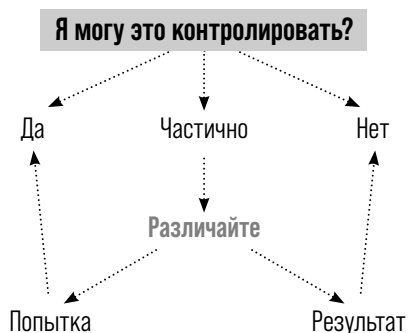 Я могу это контролировать?
Да
Частично
Нет
Различайте
Попытка
Результат